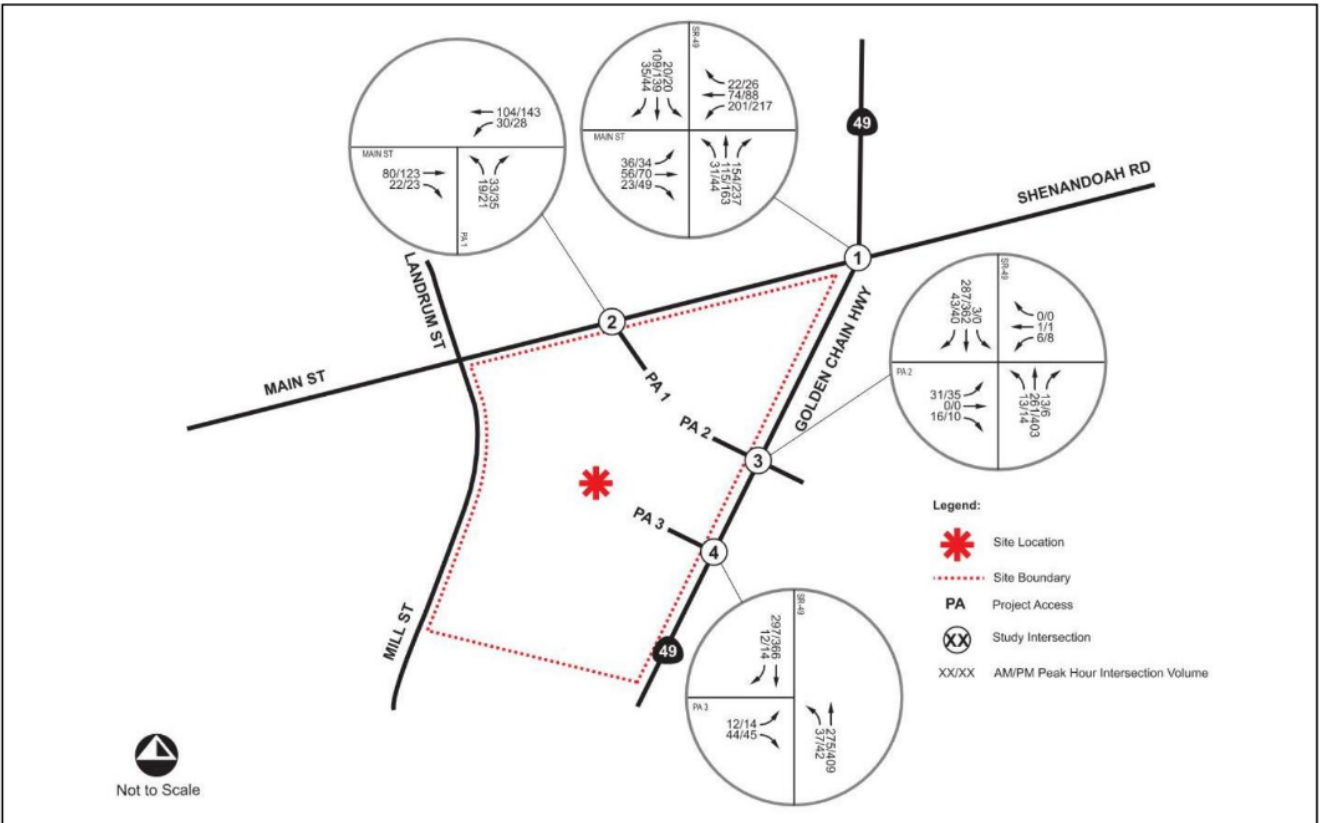 104/143
30/28
MAIN ST
80/123
22/23
33/35
19/21
PA 1
SR-49
20/20
109/139
35/44
22/26
74/88
201/217
MAIN ST
36/34
56/70
23/49
154/237
115/163
31/44
49
SHENANDOAH RD
1
LANDRUM ST
2
GOLDEN CHAIN HWY
MAIN ST
PA 1
PA 2
3
SR-49
3/0
287/362
43/40
0/0
1/1
6/8
PA 2
31/35
0/0
16/10
13/6
261/403
13/14
PA 3
4
MILL ST
49
SR-49
297/366
12/14
PA 3
12/14
44/45
275/409
37/42
Legend:
Site Location
Site Boundary
PA Project Access
XX Study Intersection
XX/XX AM/PM Peak Hour Intersection Volume
Not to Scale